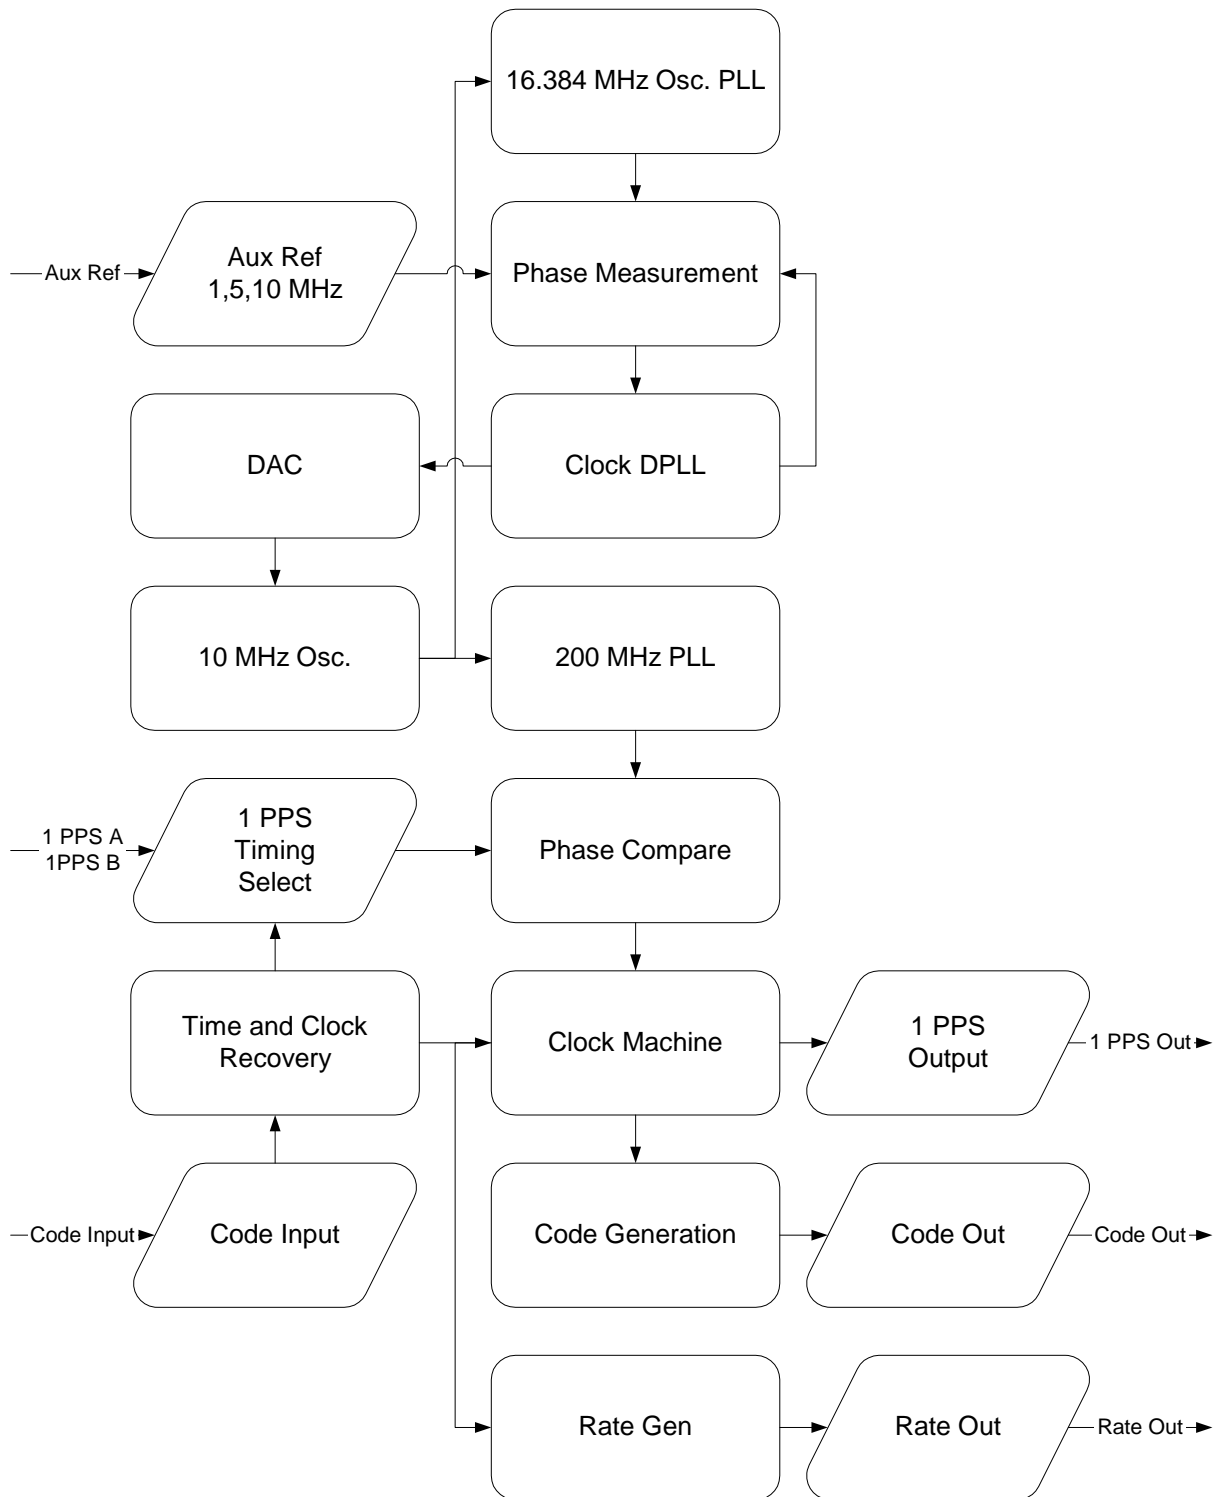 16.384 MHz Osc. PLL
Aux Ref
Aux Ref
1,5,10 MHz
Phase Measurement
DAC
Clock DPLL
10 MHz Osc.
200 MHz PLL
1 PPS A
1PPS B
1 PPS
Timing
Select
Phase Compare
Time and Clock
Recovery
Clock Machine
1 PPS
Output
1 PPS Out
Code Input
Code Input
Code Generation
Code Out
Code Out
Rate Gen
Rate Out
Rate Out